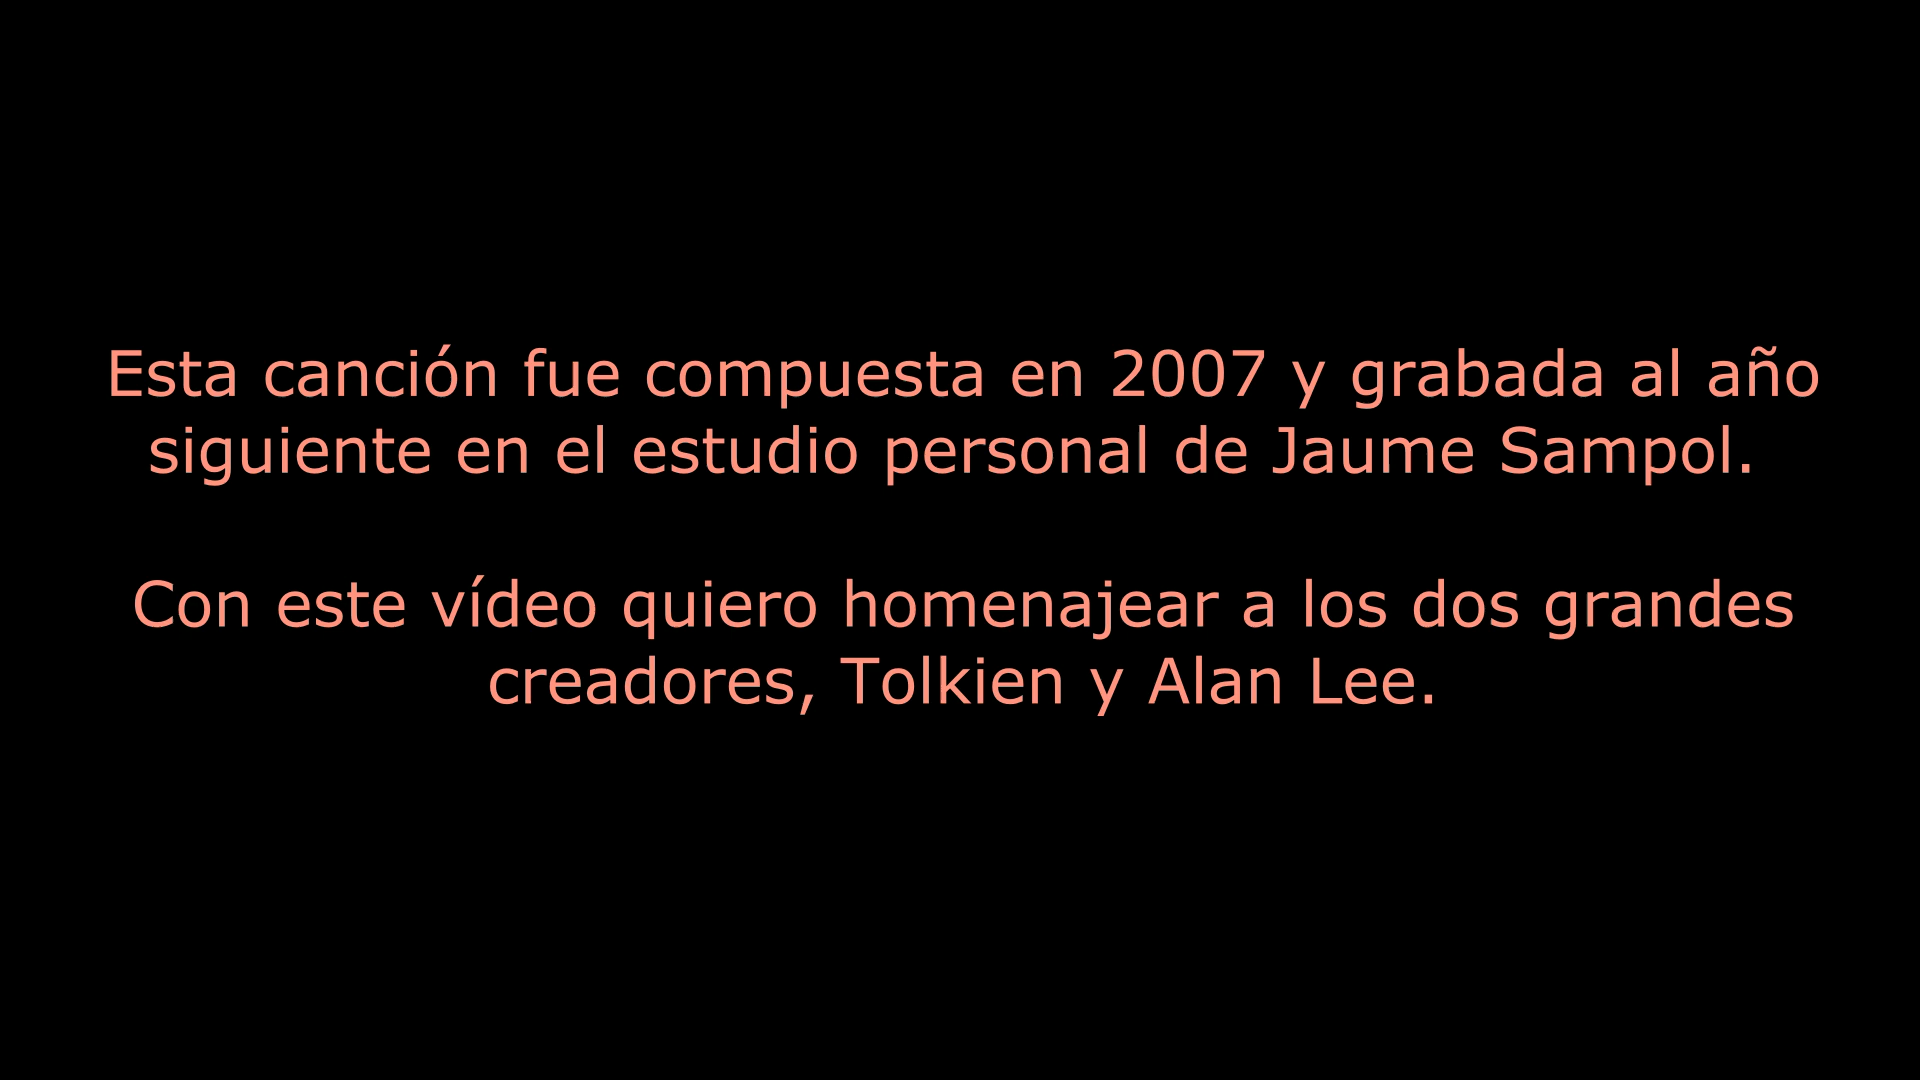 Esta canción fue compuesta en 2007 y grabada al año
siguiente en el estudio personal de Jaume Sampol.
Con este vídeo quiero homenajear a los dos grandes
creadores, Tolkien y Alan Lee.